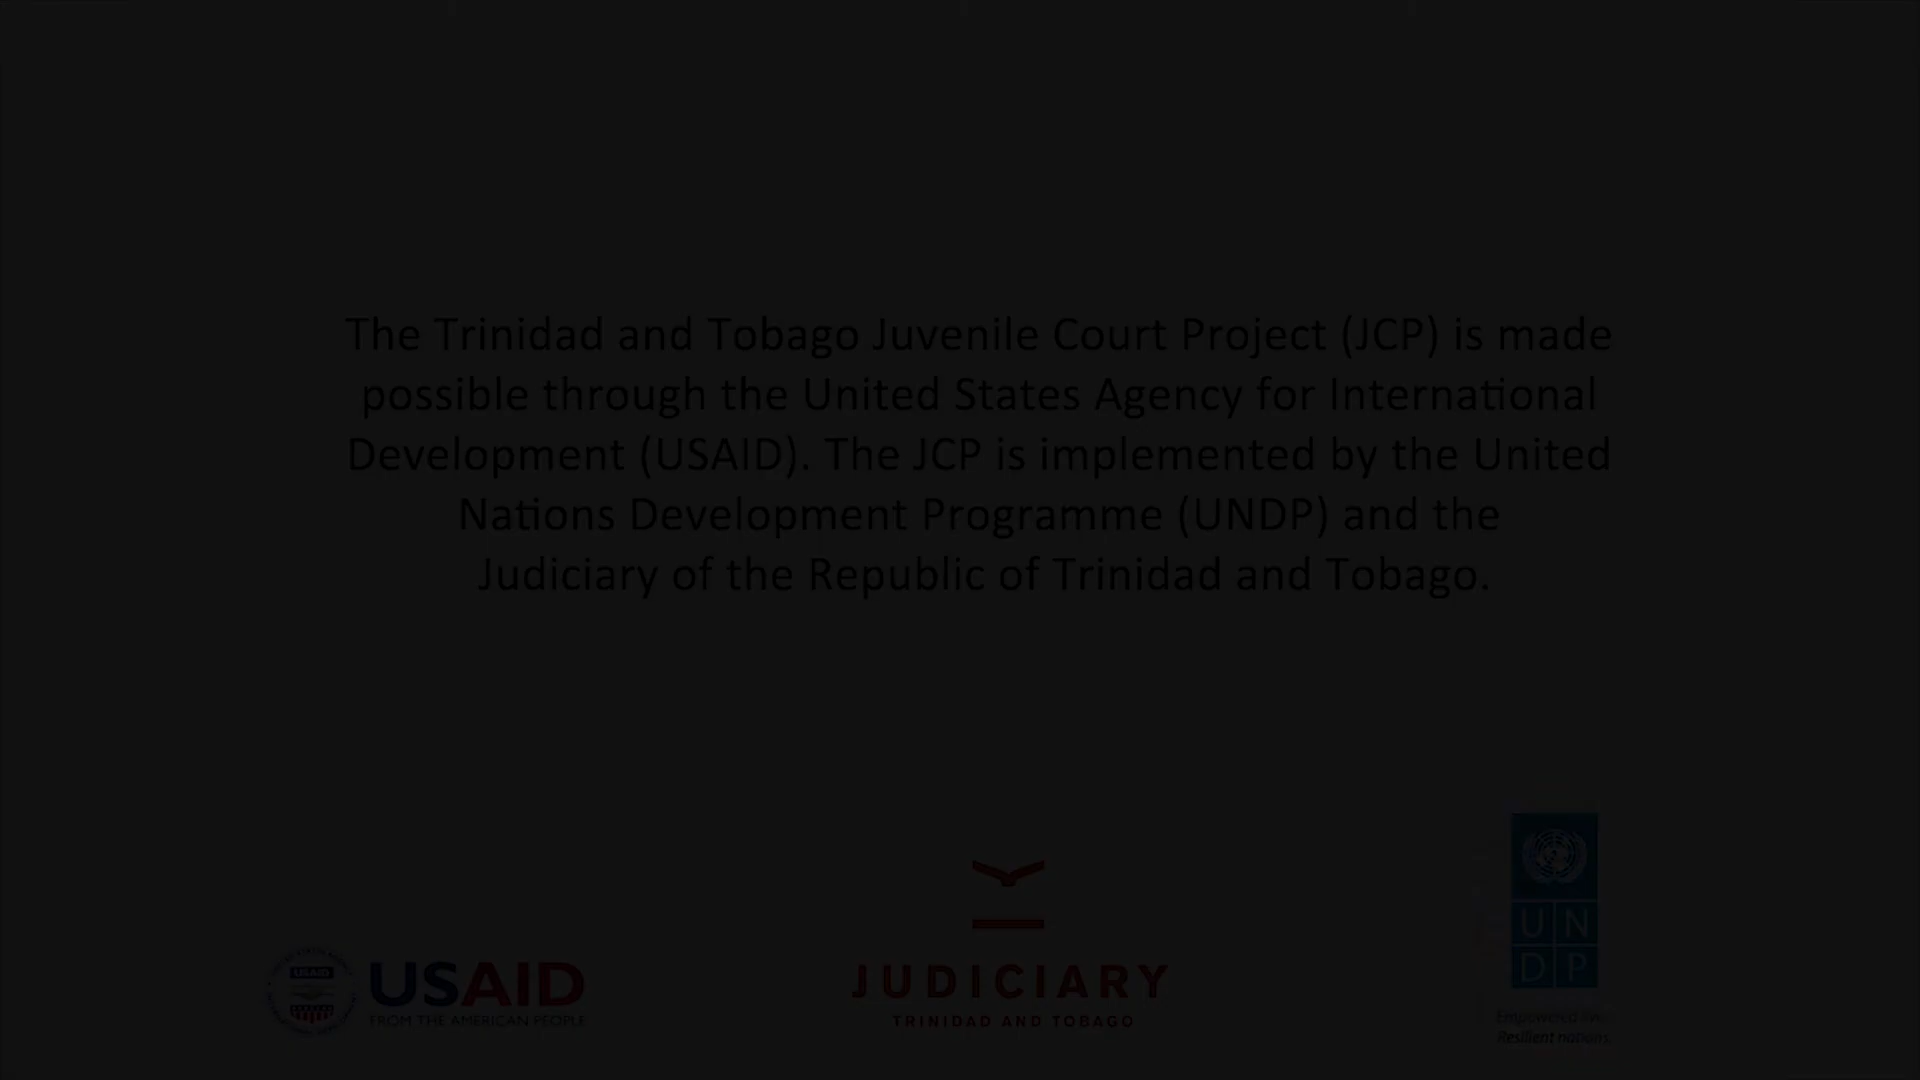 The Trinidad and Tobago Juvenile Court Project (JCP) is made
possible through the United States Agency for International
Development (USAID). The JCP is implemented by the United
Nations Development Programme (UNDP) and the
Judiciary of the Republic of Trinidad and Tobago.
USAID
USAID
FROM THE AMERICAN PEOPLE
JUDICIARY
TRINIDAD AND TOBAGO
U N
D P
Empowered
Resilient nations.